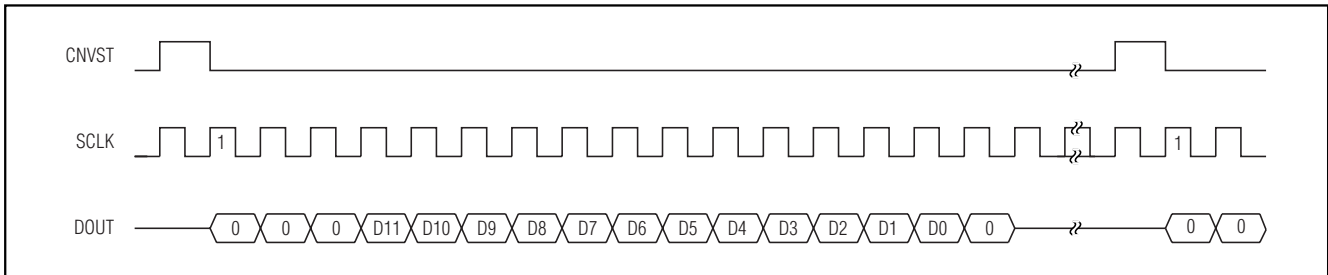 CNVST
SCLK 1 1
DOUT 0 0 0 D11 D10 D9 D8 D7 D6 D5 D4 D3 D2 D1 D0 0 0 0